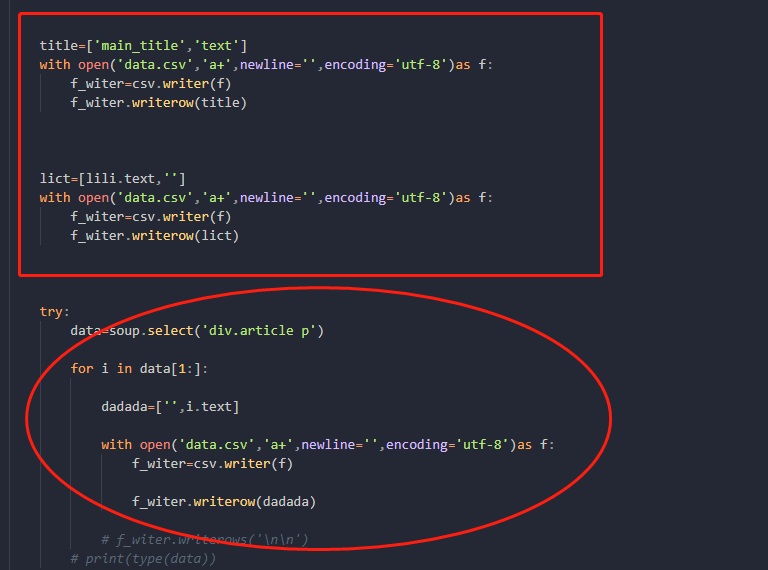 title=['main_title','text']
with open('data.csv','a+',newline='',encoding='utf-8')as f:
f_witer=csv.writer(f)
f_witer.writerow(title)
lict=[lili.text,'']
with open('data.csv','a+',newline='',encoding='utf-8')as f:
f_witer=csv.writer(f)
f_witer.writerow(lict)
try:
data=soup.select('div.article p')
for i in data[1:]:
dadada=['',i.text]
with open('data.csv','a+',newline='',encoding='utf-8')as f:
f_witer=csv.writer(f)
f_witer.writerow(dadada)
# f_witer.writerows('\n\n')
# print(type(data))